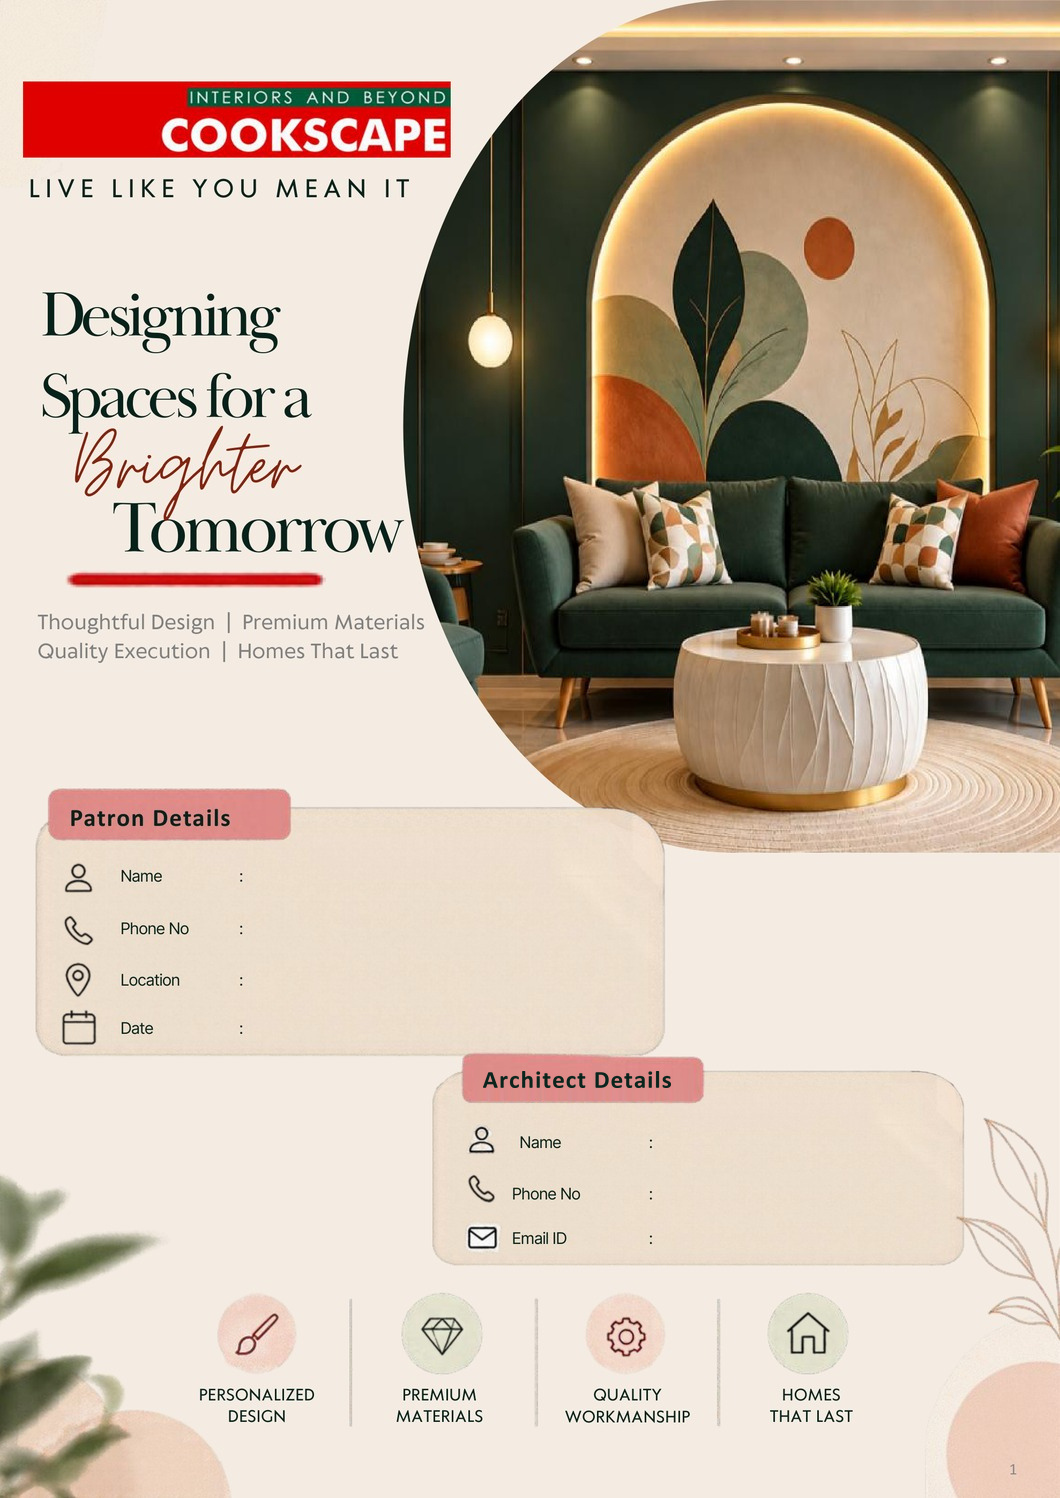 INTERIORS AND BEYOND
COOKSCAPE
LIVE LIKE YOU MEAN IT
Designing
Spaces for a
Brighter
Tomorrow
Thoughtful Design | Premium Materials
Quality Execution | Homes That Last
Patron Details
Name :
Phone No :
Location :
Date :
Architect Details
Name :
Phone No :
Email ID :
PERSONALIZED
DESIGN
PREMIUM
MATERIALS
QUALITY
WORKMANSHIP
HOMES
THAT LAST
1